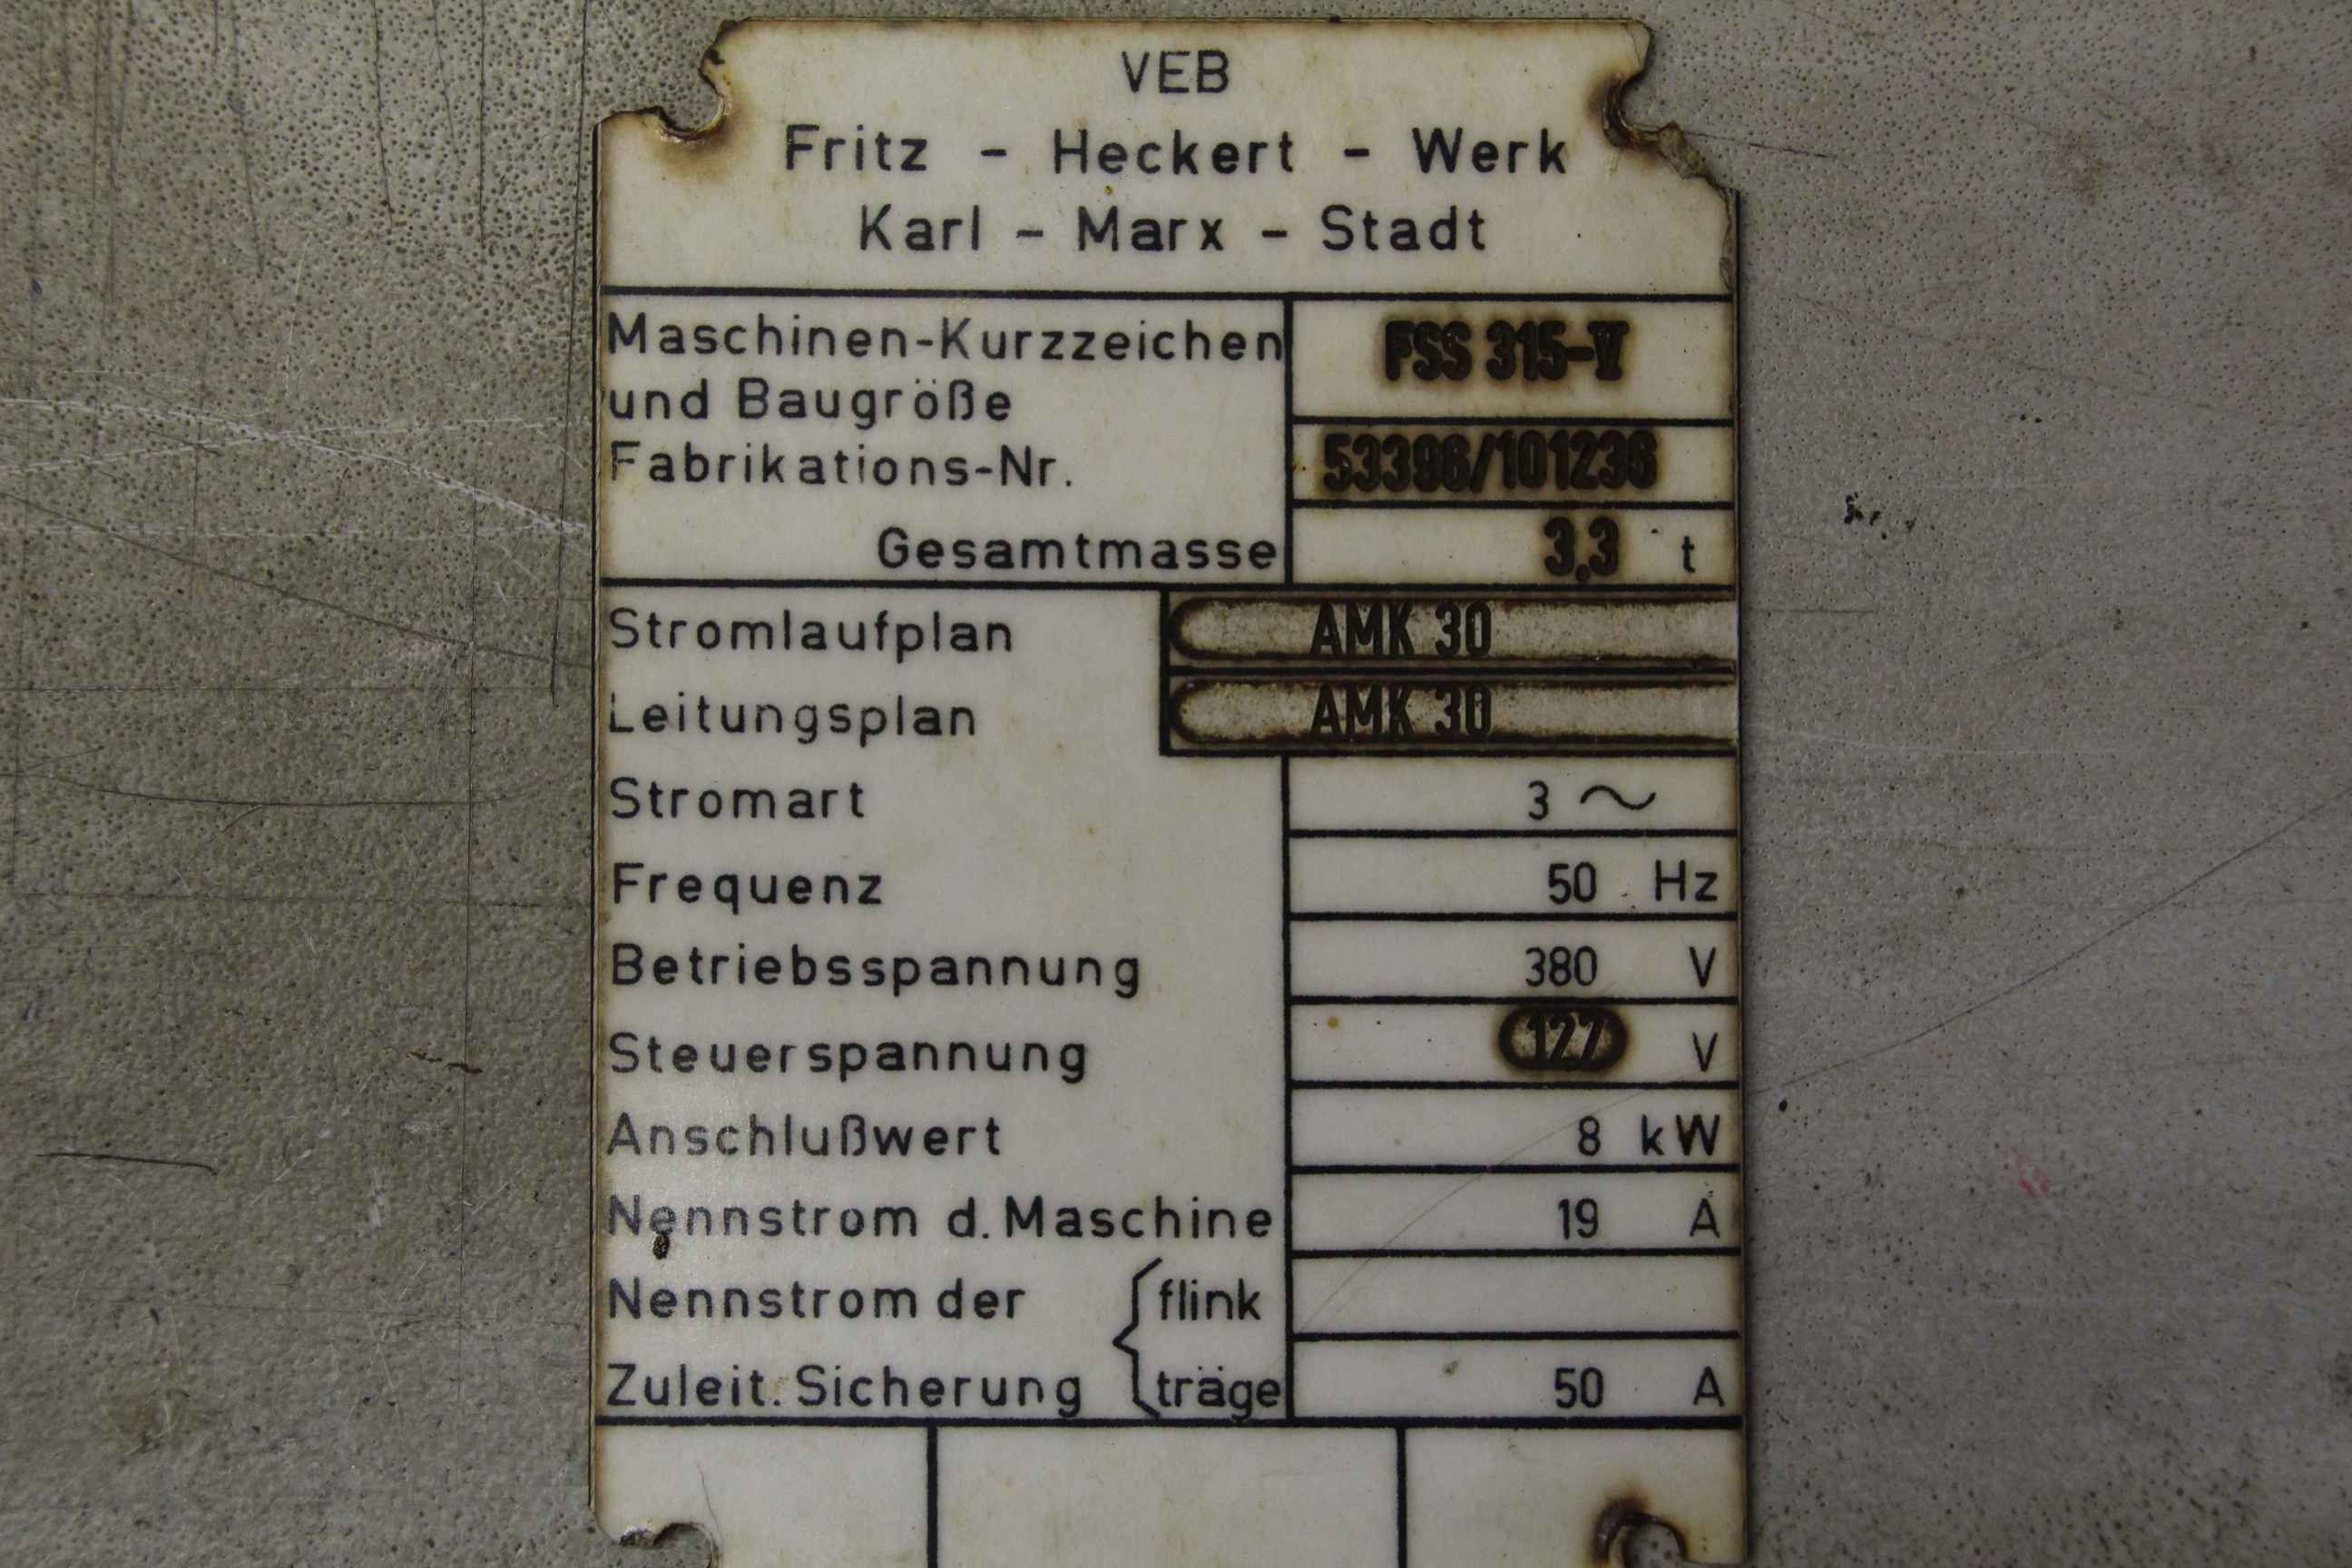 VEB
Fritz - Heckert - Werk
Karl - Marx - Stadt
Maschinen-Kurzzeichen
und Baugröße
FSS 315-V
Fabrikations-Nr. 53396/101236
Gesamtmasse 3,3 t
Stromlaufplan AMK 30
Leitungsplan AMK 30
Stromart 3 ~
Frequenz 50 Hz
Betriebsspannung 380 V
Steuerspannung 127 V
Anschlußwert 8 kW
Nennstrom d. Maschine 19 A
Nennstrom der { flink
Zuleit. Sicherung träge 50 A